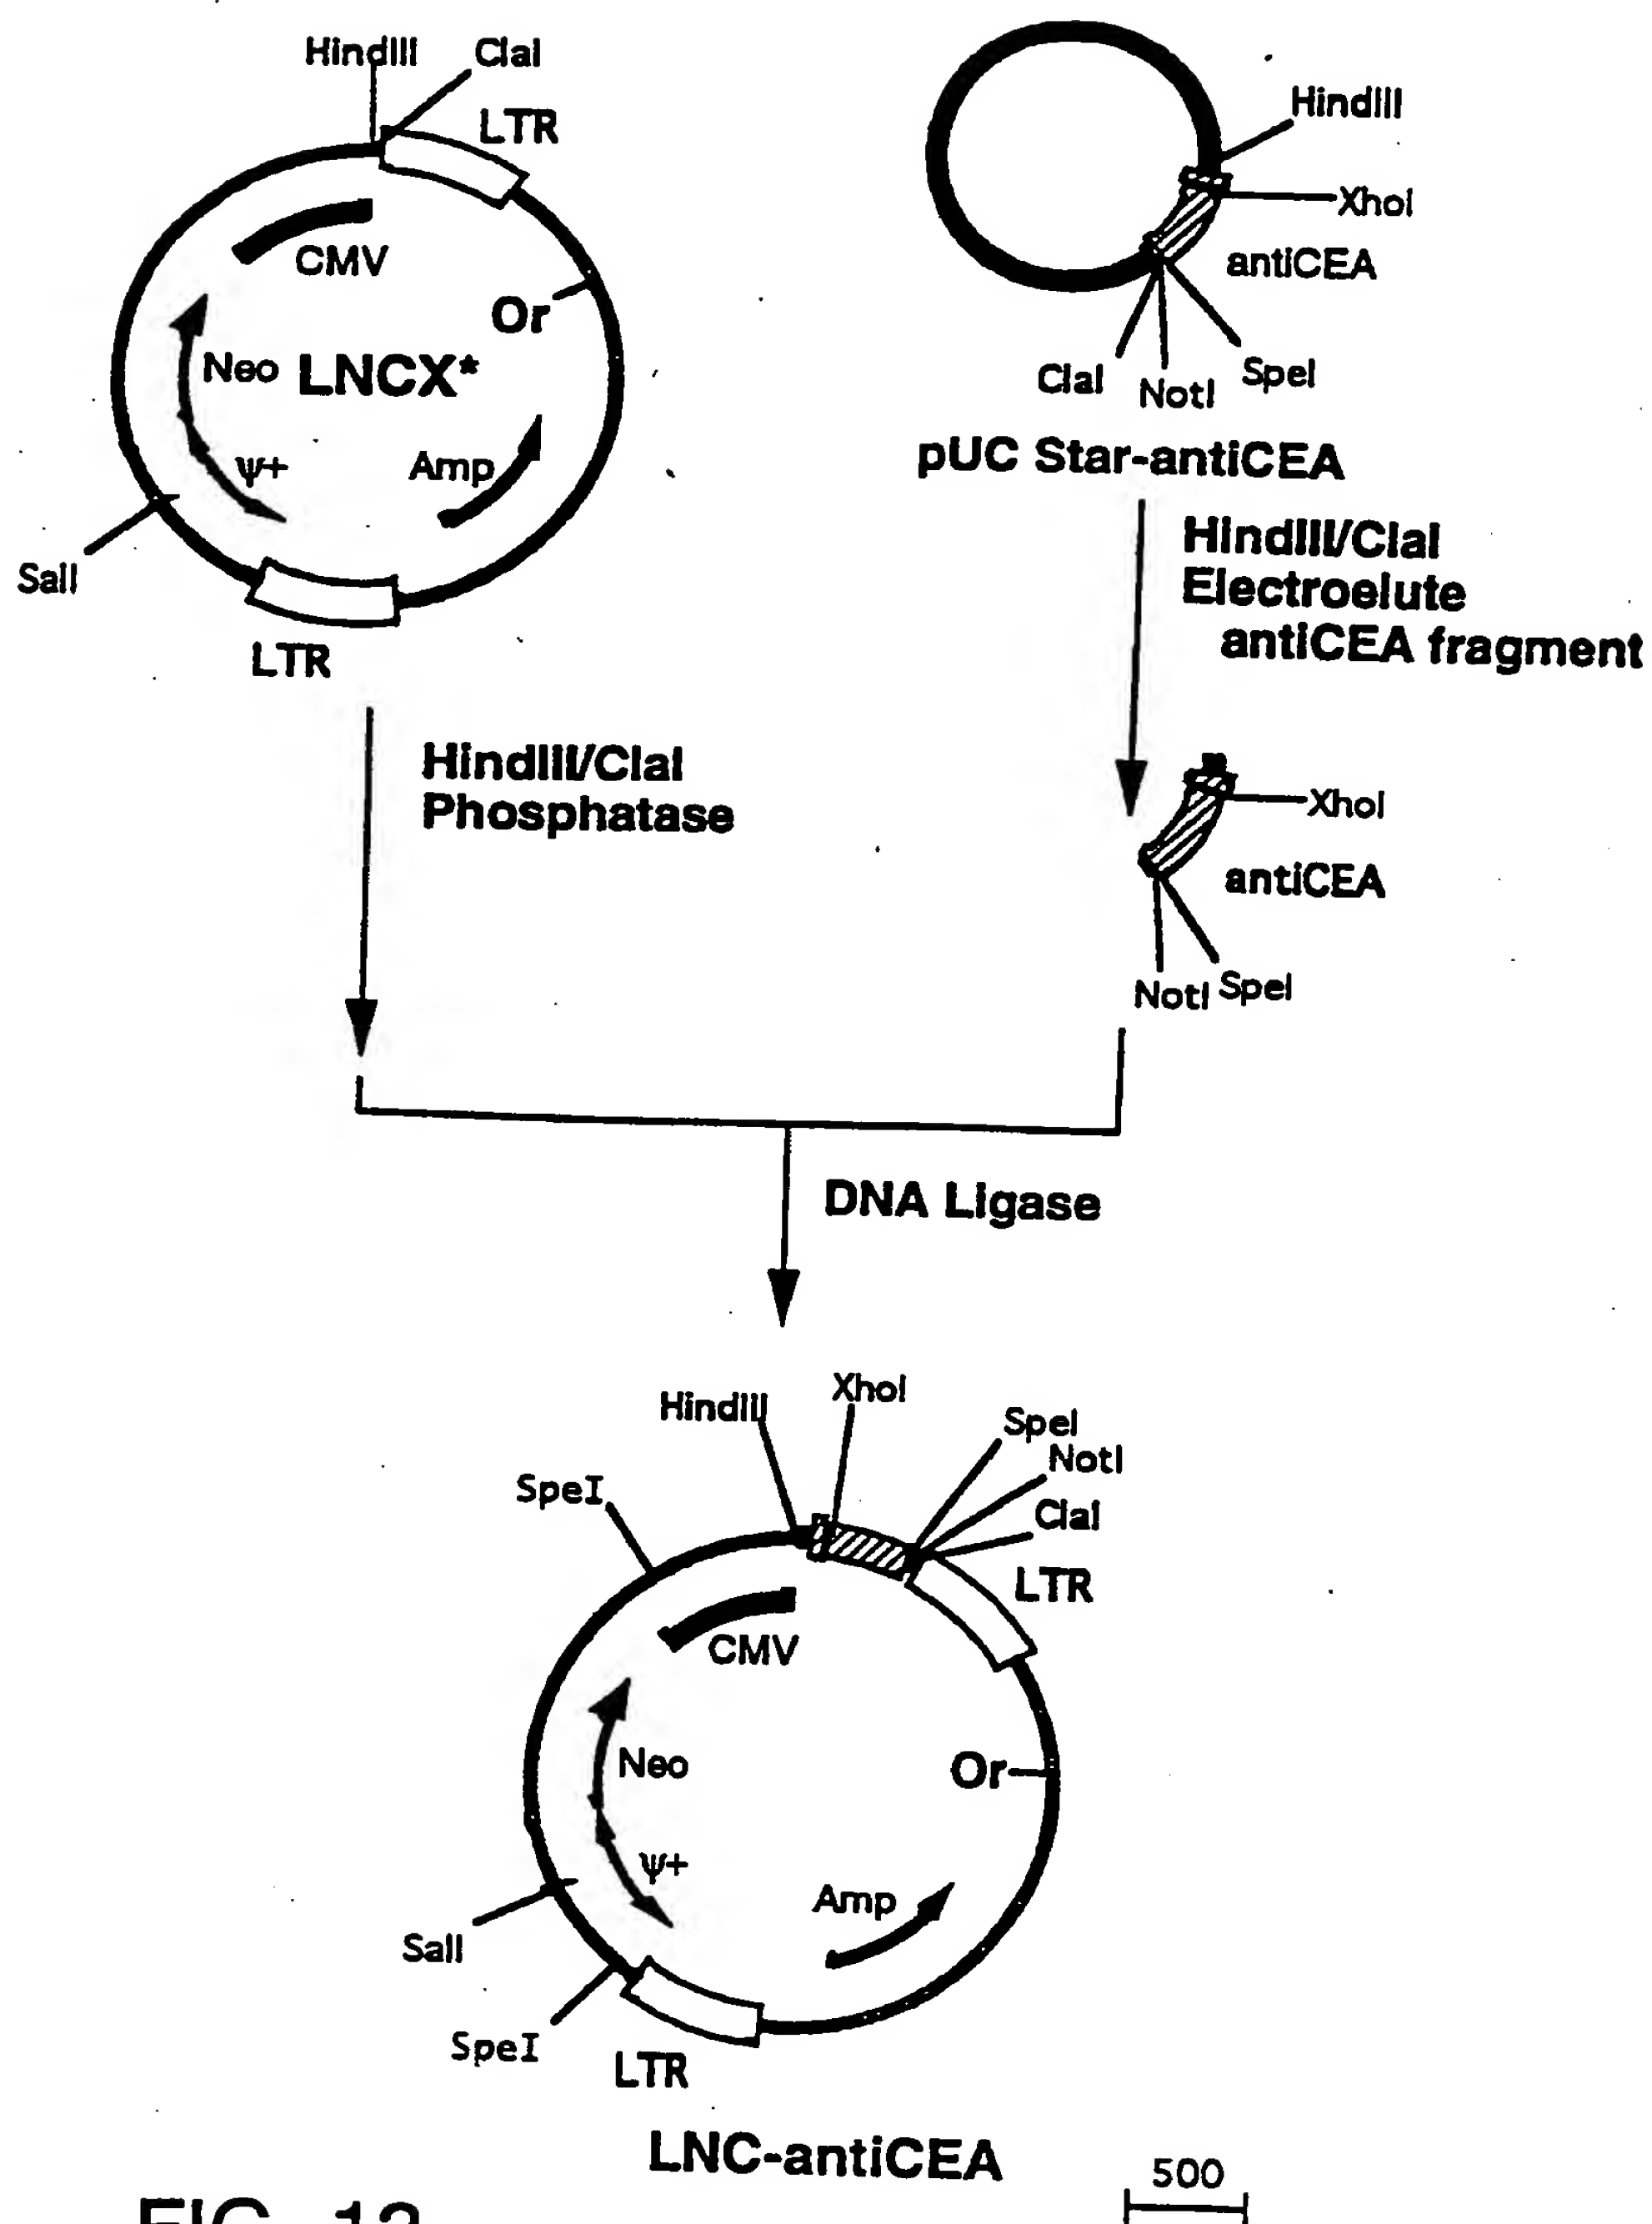 HindIII
ClaI
LTR
CMV
Or
Neo
LNCX*
ψ+
Amp
SalI
LTR
HindIII
XhoI
antiCEA
ClaI
NotI
SpeI
pUC Star-antiCEA
HindIII/ClaI
Electroelute
antiCEA fragment
HindIII/ClaI
Phosphatase
XhoI
antiCEA
NotI
SpeI
DNA Ligase
HindIII
XhoI
SpeI
NotI
ClaI
SpeI
LTR
CMV
Neo
Or
ψ+
Amp
SalI
SpeI
LTR
LNC-antiCEA
500